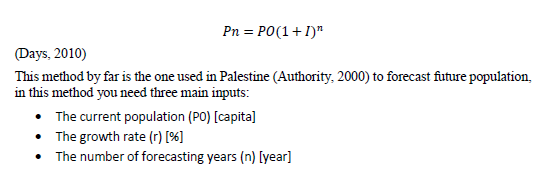 Pn = PO(1 + I)ⁿ
(Days, 2010)
This method by far is the one used in Palestine (Authority, 2000) to forecast future population,
in this method you need three main inputs:
• The current population (PO) [capita]
• The growth rate (r) [%]
• The number of forecasting years (n) [year]